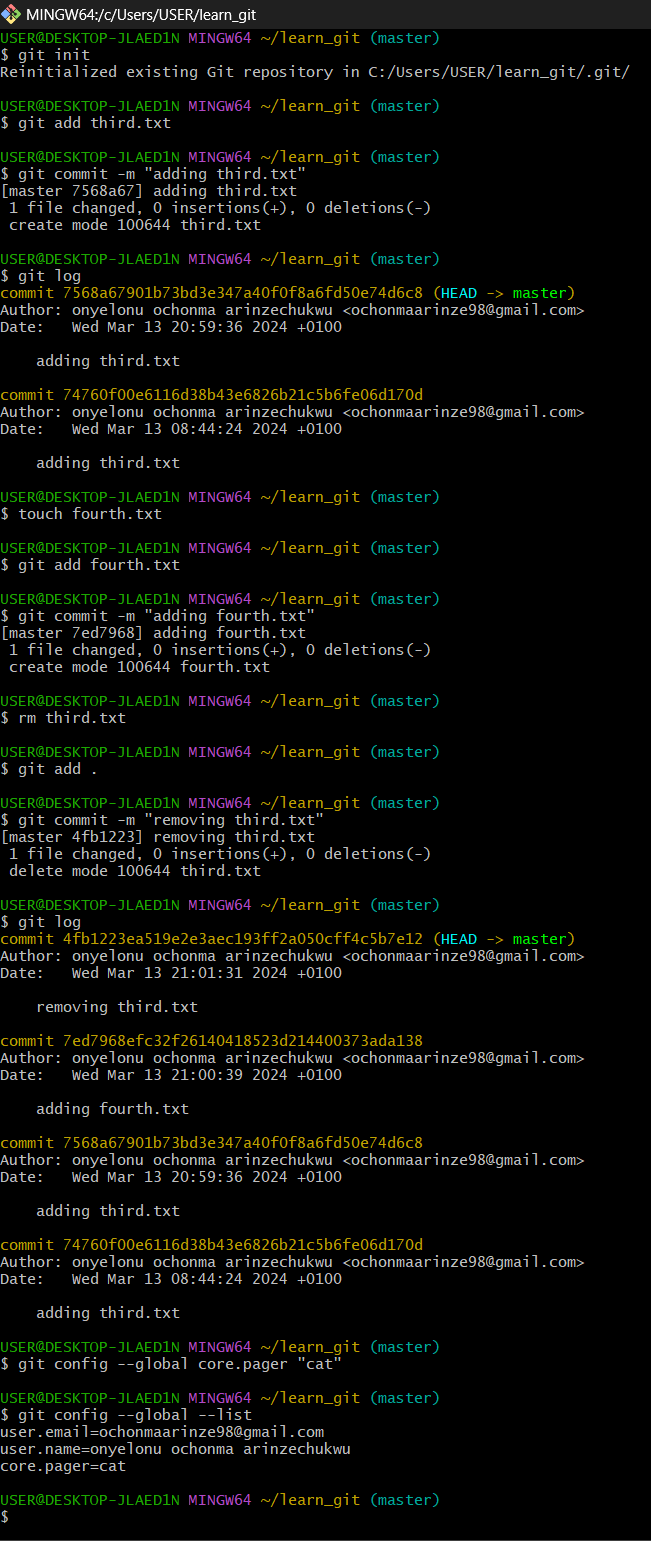 MINGW64:/c/Users/USER/learn_git
USER@DESKTOP-JLAED1N MINGW64 ~/learn_git (master)
$ git init
Reinitialized existing Git repository in C:/Users/USER/learn_git/.git/
USER@DESKTOP-JLAED1N MINGW64 ~/learn_git (master)
$ git add third.txt
USER@DESKTOP-JLAED1N MINGW64 ~/learn_git (master)
$ git commit -m "adding third.txt"
[master 7568a67] adding third.txt
 1 file changed, 0 insertions(+), 0 deletions(-)
 create mode 100644 third.txt
USER@DESKTOP-JLAED1N MINGW64 ~/learn_git (master)
$ git log
commit 7568a67901b73bd3e347a40f0f8a6fd50e74d6c8 (HEAD -> master)
Author: onyelonu ochonma arinzechukwu <ochonmaarinze98@gmail.com>
Date:   Wed Mar 13 20:59:36 2024 +0100
    adding third.txt
commit 74760f00e6116d38b43e6826b21c5b6fe06d170d
Author: onyelonu ochonma arinzechukwu <ochonmaarinze98@gmail.com>
Date:   Wed Mar 13 08:44:24 2024 +0100
    adding third.txt
USER@DESKTOP-JLAED1N MINGW64 ~/learn_git (master)
$ touch fourth.txt
USER@DESKTOP-JLAED1N MINGW64 ~/learn_git (master)
$ git add fourth.txt
USER@DESKTOP-JLAED1N MINGW64 ~/learn_git (master)
$ git commit -m "adding fourth.txt"
[master 7ed7968] adding fourth.txt
 1 file changed, 0 insertions(+), 0 deletions(-)
 create mode 100644 fourth.txt
USER@DESKTOP-JLAED1N MINGW64 ~/learn_git (master)
$ rm third.txt
USER@DESKTOP-JLAED1N MINGW64 ~/learn_git (master)
$ git add .
USER@DESKTOP-JLAED1N MINGW64 ~/learn_git (master)
$ git commit -m "removing third.txt"
[master 4fb1223] removing third.txt
 1 file changed, 0 insertions(+), 0 deletions(-)
 delete mode 100644 third.txt
USER@DESKTOP-JLAED1N MINGW64 ~/learn_git (master)
$ git log
commit 4fb1223ea519e2e3aec193ff2a050cff4c5b7e12 (HEAD -> master)
Author: onyelonu ochonma arinzechukwu <ochonmaarinze98@gmail.com>
Date:   Wed Mar 13 21:01:31 2024 +0100
    removing third.txt
commit 7ed7968efc32f26140418523d214400373ada138
Author: onyelonu ochonma arinzechukwu <ochonmaarinze98@gmail.com>
Date:   Wed Mar 13 21:00:39 2024 +0100
    adding fourth.txt
commit 7568a67901b73bd3e347a40f0f8a6fd50e74d6c8
Author: onyelonu ochonma arinzechukwu <ochonmaarinze98@gmail.com>
Date:   Wed Mar 13 20:59:36 2024 +0100
    adding third.txt
commit 74760f00e6116d38b43e6826b21c5b6fe06d170d
Author: onyelonu ochonma arinzechukwu <ochonmaarinze98@gmail.com>
Date:   Wed Mar 13 08:44:24 2024 +0100
    adding third.txt
USER@DESKTOP-JLAED1N MINGW64 ~/learn_git (master)
$ git config --global core.pager "cat"
USER@DESKTOP-JLAED1N MINGW64 ~/learn_git (master)
$ git config --global --list
user.email=ochonmaarinze98@gmail.com
user.name=onyelonu ochonma arinzechukwu
core.pager=cat
USER@DESKTOP-JLAED1N MINGW64 ~/learn_git (master)
$